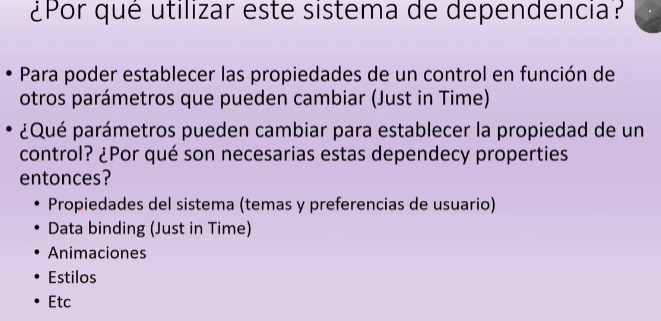 ¿Por qué utilizar este sistema de dependencia?
• Para poder establecer las propiedades de un control en función de
otros parámetros que pueden cambiar (Just in Time)
• ¿Qué parámetros pueden cambiar para establecer la propiedad de un
control? ¿Por qué son necesarias estas dependecy properties
entonces?
• Propiedades del sistema (temas y preferencias de usuario)
• Data binding (Just in Time)
• Animaciones
• Estilos
• Etc